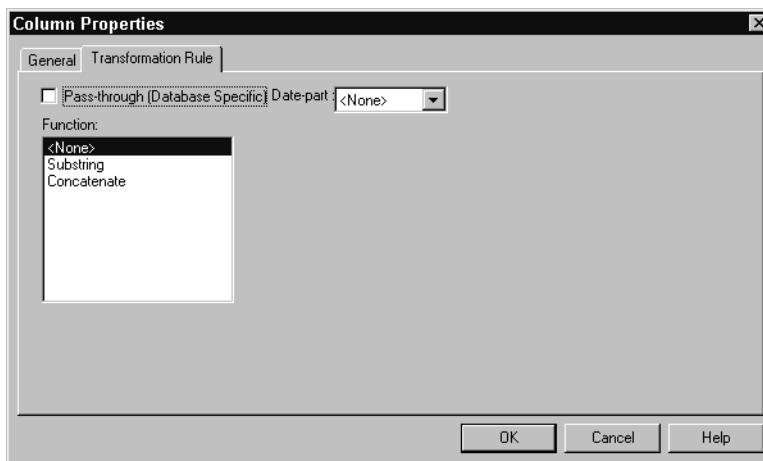 Column Properties
General Transformation Rule
Pass-through (Database Specific) Date-part : <None>
Function:
<None>
Substring
Concatenate
OK Cancel Help